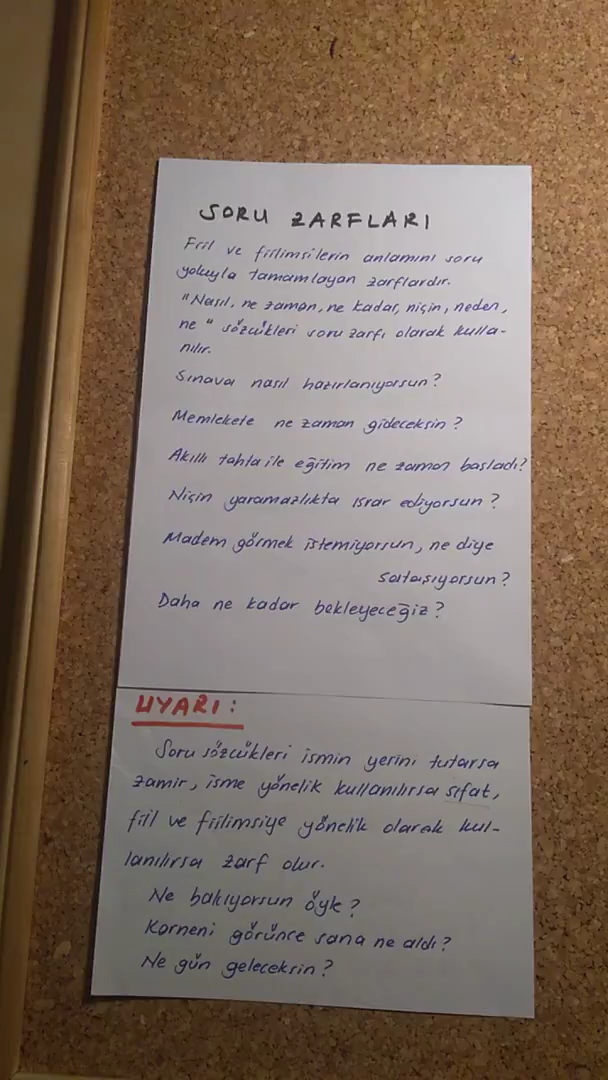 SORU ZARFLARI
Fiil ve fiilimsilerin anlamını soru
yoluyla tamamlayan zarflardır.
"Nasıl, ne zaman, ne kadar, niçin, neden,
ne" sözcükleri soru zarfı olarak kulla-
nılır.
Sınava nasıl hazırlanıyorsun?
Memlekete ne zaman gideceksin?
Akıllı tahta ile eğitim ne zaman başladı?
Niçin yaramazlıkta ısrar ediyorsun?
Madem görmek istemiyorsun, ne diye
sataşıyorsun?
Daha ne kadar bekleyeceğiz?
UYARI:
Soru sözcükleri ismin yerini tutarsa
zamir, isme yönelik kullanılırsa sıfat,
fiil ve fiilimsiye yönelik olarak kul-
lanılırsa zarf olur.
Ne bakıyorsun öyk?
Karneni görünce sana ne aldı?
Ne gün geleceksin?